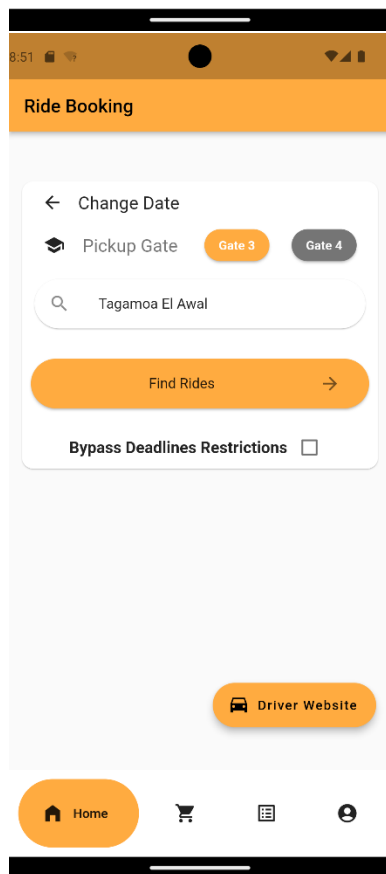 8:51
Ride Booking
Change Date
Pickup Gate Gate 3 Gate 4
Tagamoa El Awal
Find Rides
Bypass Deadlines Restrictions
Driver Website
Home